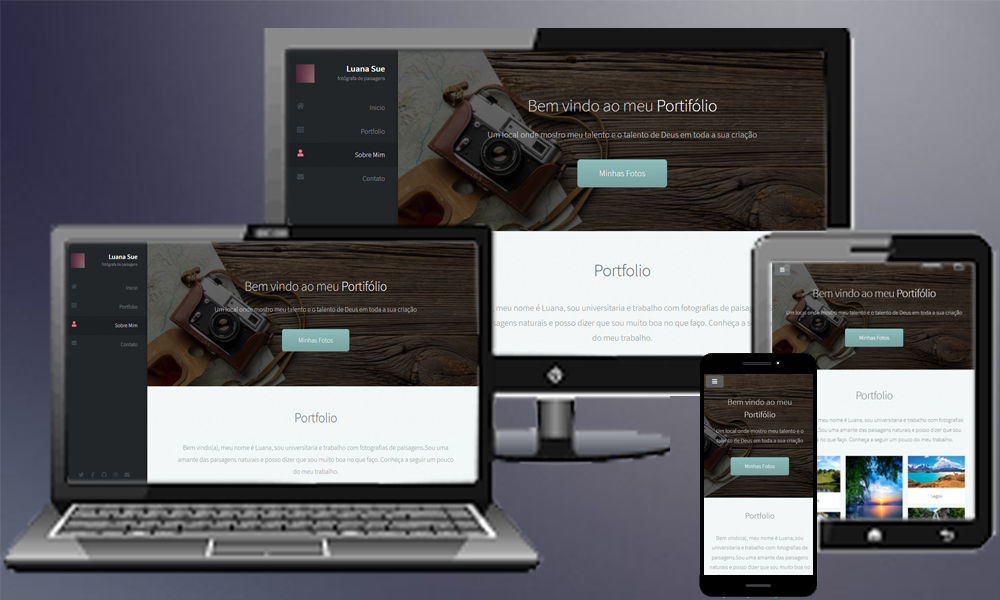 Luana Sue
fotógrafa de paisagens
Inicio
Portfolio
Sobre Mim
Contato
Bem vindo ao meu Portifólio
Um local onde mostro meu talento e o talento de Deus em toda a sua criação
Minhas Fotos
Portfolio
meu nome é Luana, sou universitaria e trabalho com fotografias de paisa
sagens naturais e posso dizer que sou muito boa no que faço. Conheça a s
do meu trabalho.
Luana Sue
fotógrafa de paisagens
Inicio
Portfolio
Sobre Mim
Contato
Bem vindo ao meu Portifólio
Um local onde mostro meu talento e o talento de Deus em toda a sua criação
Minhas Fotos
Portfolio
Bem vindo(a), meu nome é Luana, sou universitaria e trabalho com fotografias de paisagens.Sou uma
amante das paisagens naturais e posso dizer que sou muito boa no que faço. Conheça a seguir um pouco
do meu trabalho.
Bem vindo ao meu Portifólio
Um local onde mostro meu talento e o talento de Deus em toda a sua criação
Minhas Fotos
Portfolio
meu nome é Luana, sou universitaria e trabalho com fotografias
Sou uma amante das paisagens naturais e posso dizer que sou muito boa
no que faço. Conheça a seguir um pouco do meu trabalho.
Lagos
Bem vindo ao meu
Portifólio
Um local onde mostro meu talento e o
talento de Deus em toda a sua criação
Minhas Fotos
Portfolio
Bem vindo(a), meu nome é Luana, sou
universitaria e trabalho com fotografias de
paisagens.Sou uma amante das paisagens
naturais e posso dizer que sou muito boa no